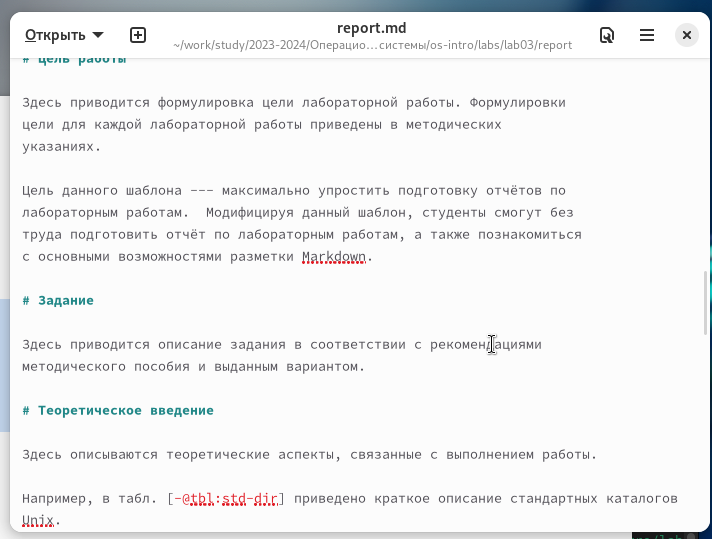 Открыть
report.md
~/work/study/2023-2024/Операцио…системы/os-intro/labs/lab03/report
# Цель работы
Здесь приводится формулировка цели лабораторной работы. Формулировки
цели для каждой лабораторной работы приведены в методических
указаниях.
Цель данного шаблона --- максимально упростить подготовку отчётов по
лабораторным работам.  Модифицируя данный шаблон, студенты смогут без
труда подготовить отчёт по лабораторным работам, а также познакомиться
с основными возможностями разметки Markdown.
# Задание
Здесь приводится описание задания в соответствии с рекомендациями
методического пособия и выданным вариантом.
# Теоретическое введение
Здесь описываются теоретические аспекты, связанные с выполнением работы.
Например, в табл. [-@tbl:std-dir] приведено краткое описание стандартных каталогов
Unix.